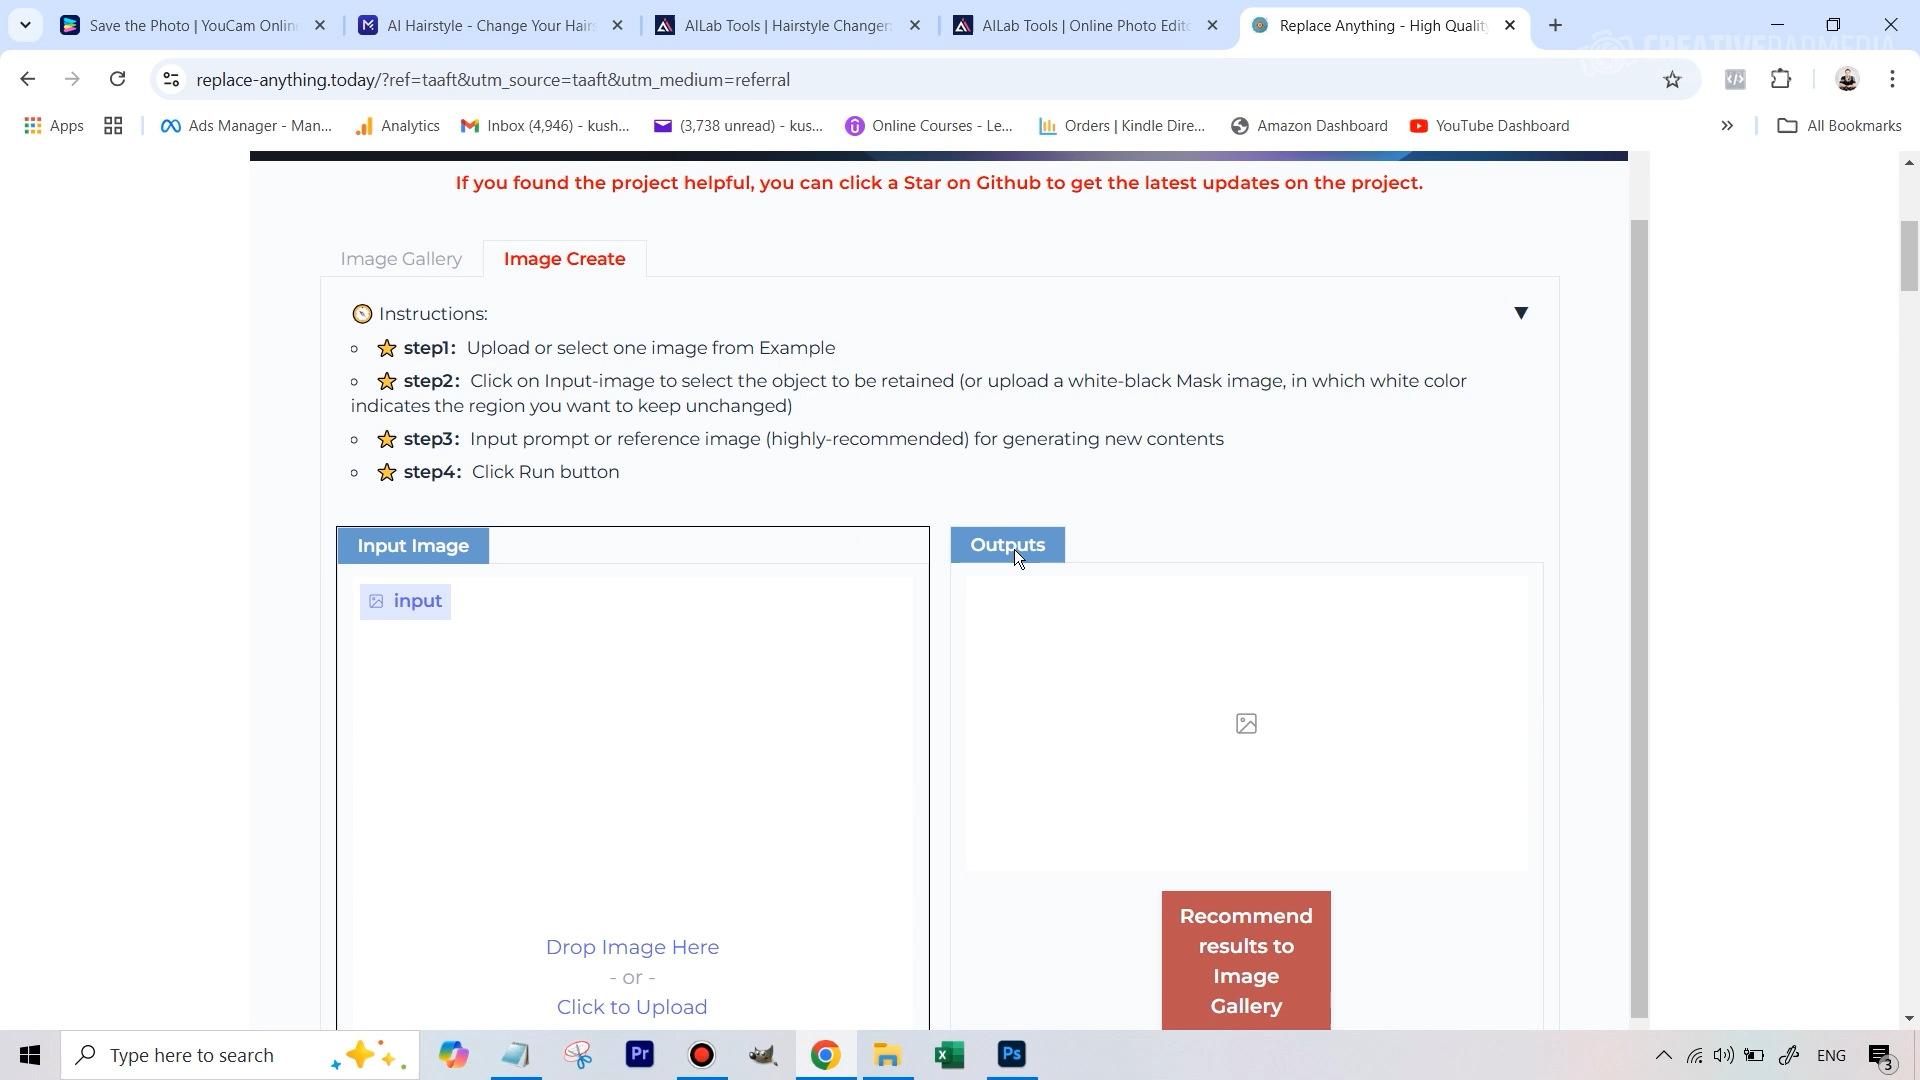 Save the Photo | YouCam Onlin
AI Hairstyle - Change Your Hairs
AILab Tools | Hairstyle Changer:
AILab Tools | Online Photo Edito
Replace Anything - High Quality
replace-anything.today/?ref=taaft&utm_source=taaft&utm_medium=referral
CREATIVEDADMEDIA
Apps
Ads Manager - Man...
Analytics
Inbox (4,946) - kush...
(3,738 unread) - kus...
Online Courses - Le...
Orders | Kindle Dire...
Amazon Dashboard
YouTube Dashboard
All Bookmarks
If you found the project helpful, you can click a Star on Github to get the latest updates on the project.
Image Gallery
Image Create
Instructions:
step1: Upload or select one image from Example
step2: Click on Input-image to select the object to be retained (or upload a white-black Mask image, in which white color
indicates the region you want to keep unchanged)
step3: Input prompt or reference image (highly-recommended) for generating new contents
step4: Click Run button
Input Image
Outputs
input
Drop Image Here
- or -
Click to Upload
Recommend
results to
Image
Gallery
Type here to search
Pr
Ps
ENG
3